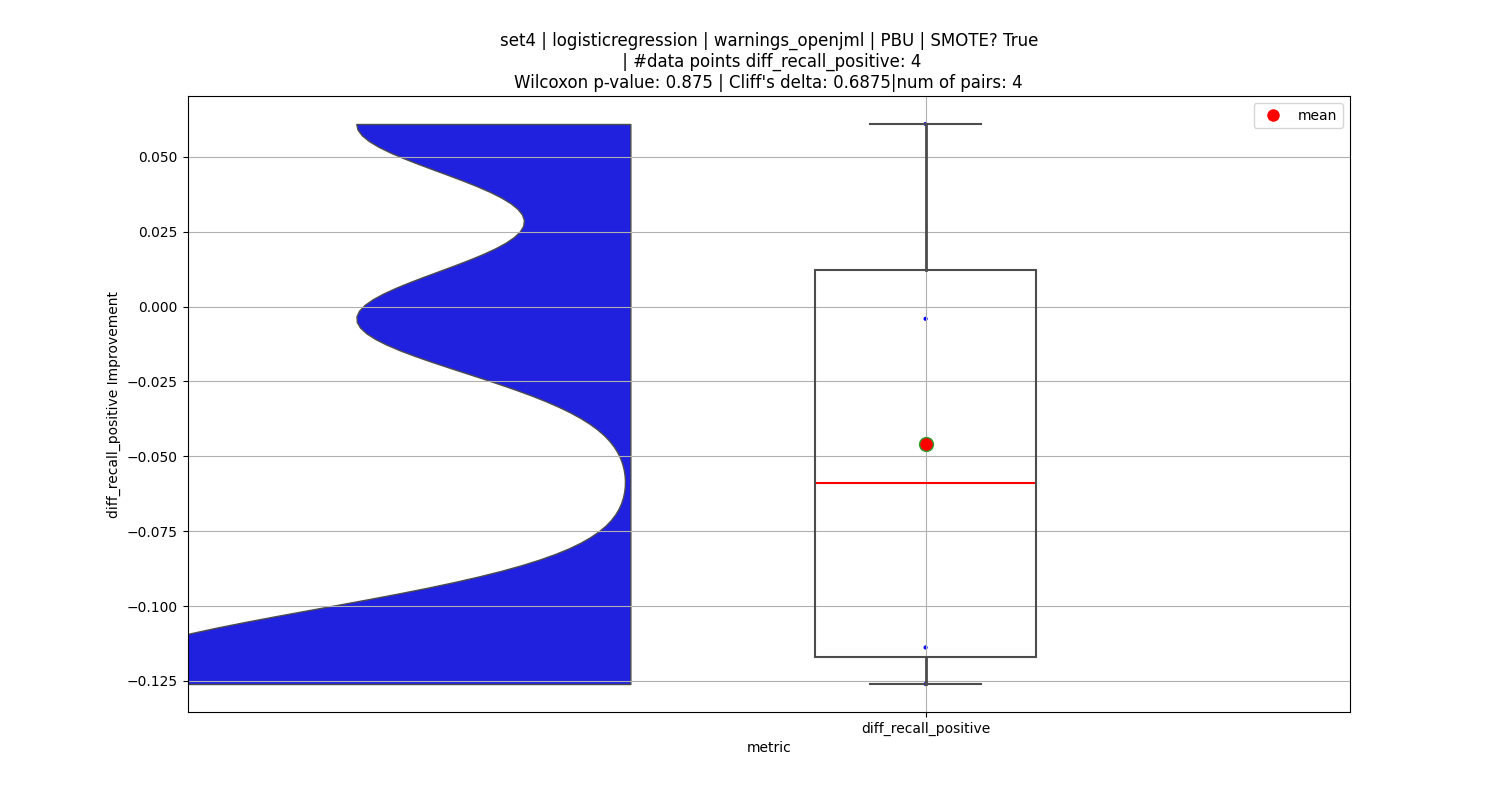 set4 | logisticregression | warnings_openjml | PBU | SMOTE? True
| #data points diff_recall_positive: 4
Wilcoxon p-value: 0.875 | Cliff's delta: 0.6875|num of pairs: 4
mean
0.050
0.025
0.000
−0.025
−0.050
−0.075
−0.100
−0.125
diff_recall_positive Improvement
diff_recall_positive
metric